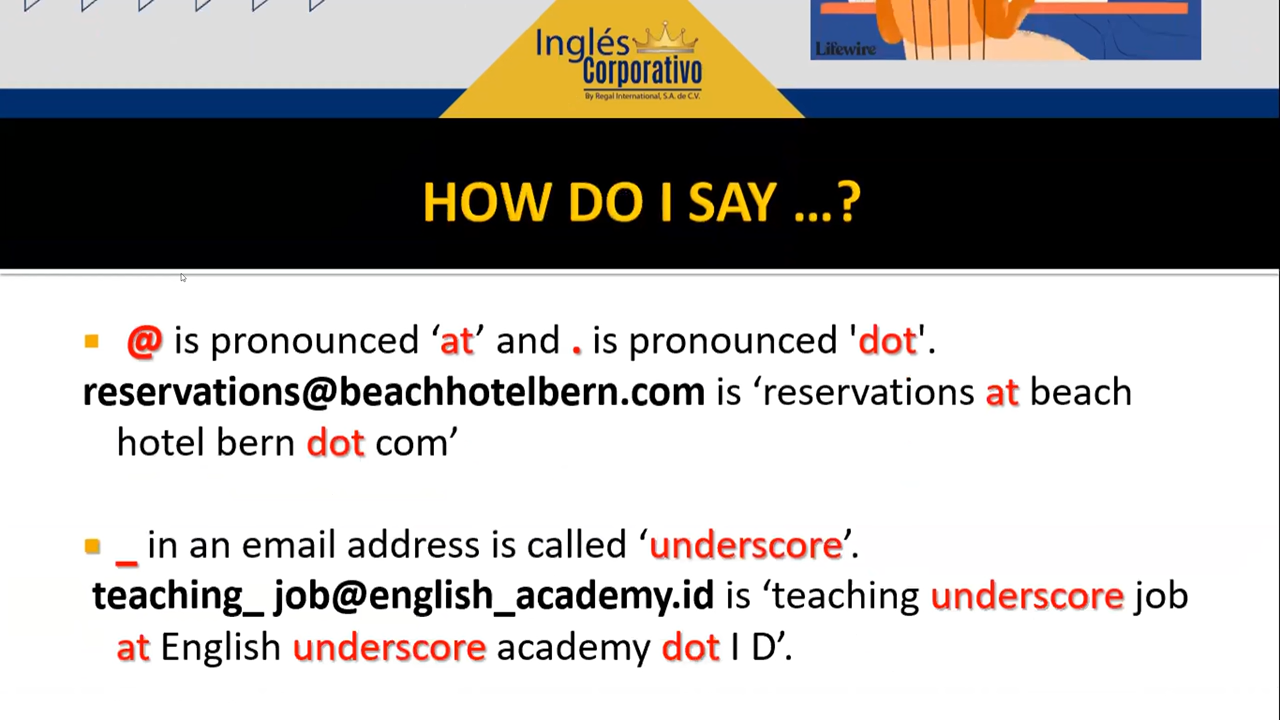 Lifewire
Inglés
Corporativo
By Regal International, S.A. de C.V.
HOW DO I SAY ...?
@ is pronounced ‘at’ and . is pronounced 'dot'.
reservations@beachhotelbern.com is ‘reservations at beach
hotel bern dot com’
_ in an email address is called ‘underscore’.
teaching_ job@english_academy.id is ‘teaching underscore job
at English underscore academy dot I D’.